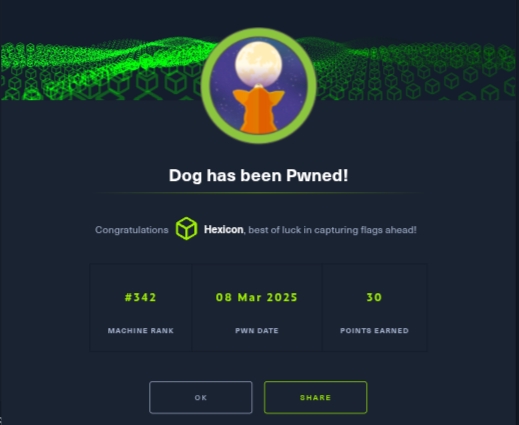 Dog has been Pwned!
Congratulations Hexicon, best of luck in capturing flags ahead!
#342 08 Mar 2025 30
MACHINE RANK PWN DATE POINTS EARNED
OK SHARE